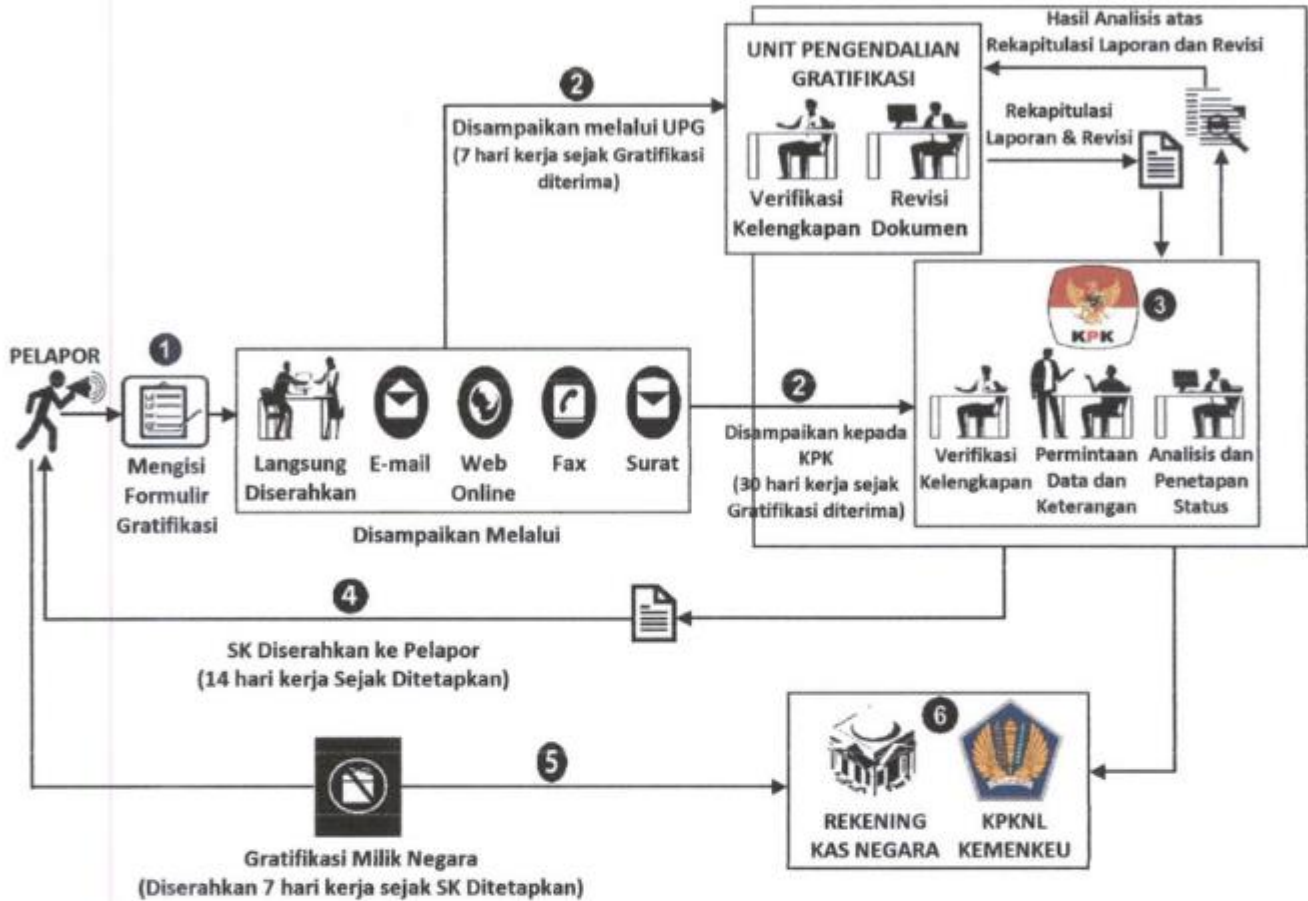 Hasil Analisis atas
Rekapitulasi Laporan dan Revisi
UNIT PENGENDALIAN
GRATIFIKASI
Verifikasi
Kelengkapan
Revisi
Dokumen
Rekapitulasi
Laporan & Revisi
2
Disampaikan melalui UPG
(7 hari kerja sejak Gratifikasi
diterima)
PELAPOR
1
Mengisi
Formulir
Gratifikasi
Langsung
Diserahkan
E-mail
Web
Online
Fax
Surat
Disampaikan Melalui
2
Disampaikan kepada
KPK
(30 hari kerja sejak
Gratifikasi diterima)
KPK
3
Verifikasi
Kelengkapan
Permintaan
Data dan
Keterangan
Analisis dan
Penetapan
Status
4
SK Diserahkan ke Pelapor
(14 hari kerja Sejak Ditetapkan)
5
Gratifikasi Milik Negara
(Diserahkan 7 hari kerja sejak SK Ditetapkan)
6
REKENING
KAS NEGARA
KPKNL
KEMENKEU